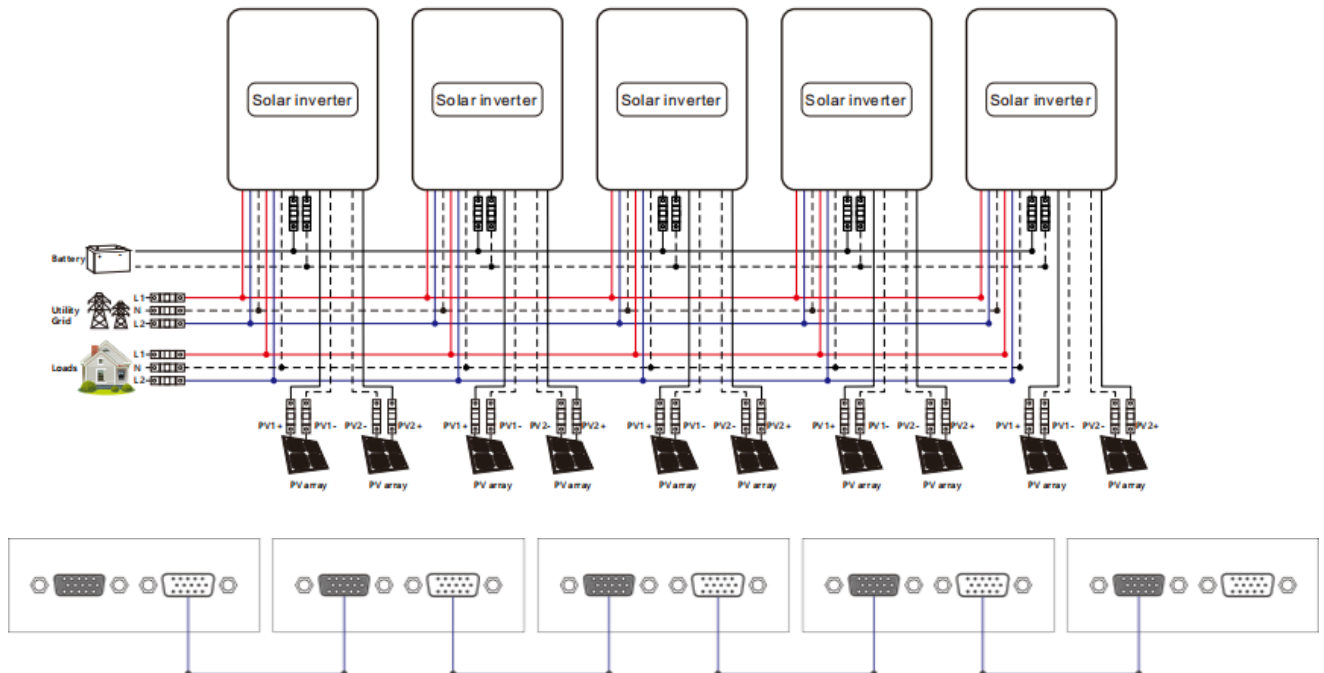 Solar inverter Solar inverter Solar inverter Solar inverter Solar inverter
Battery
L1
Utility
Grid
N
L2
L1
Loads
N
L2
PV1+ PV1- PV2- PV2+ PV1+ PV1- PV2- PV2+ PV1+ PV1- PV2- PV2+ PV1+ PV1- PV2- PV2+ PV1+ PV1- PV2- PV2+
PV array PV array PV array PV array PV array PV array PV array PV array PV array PV array